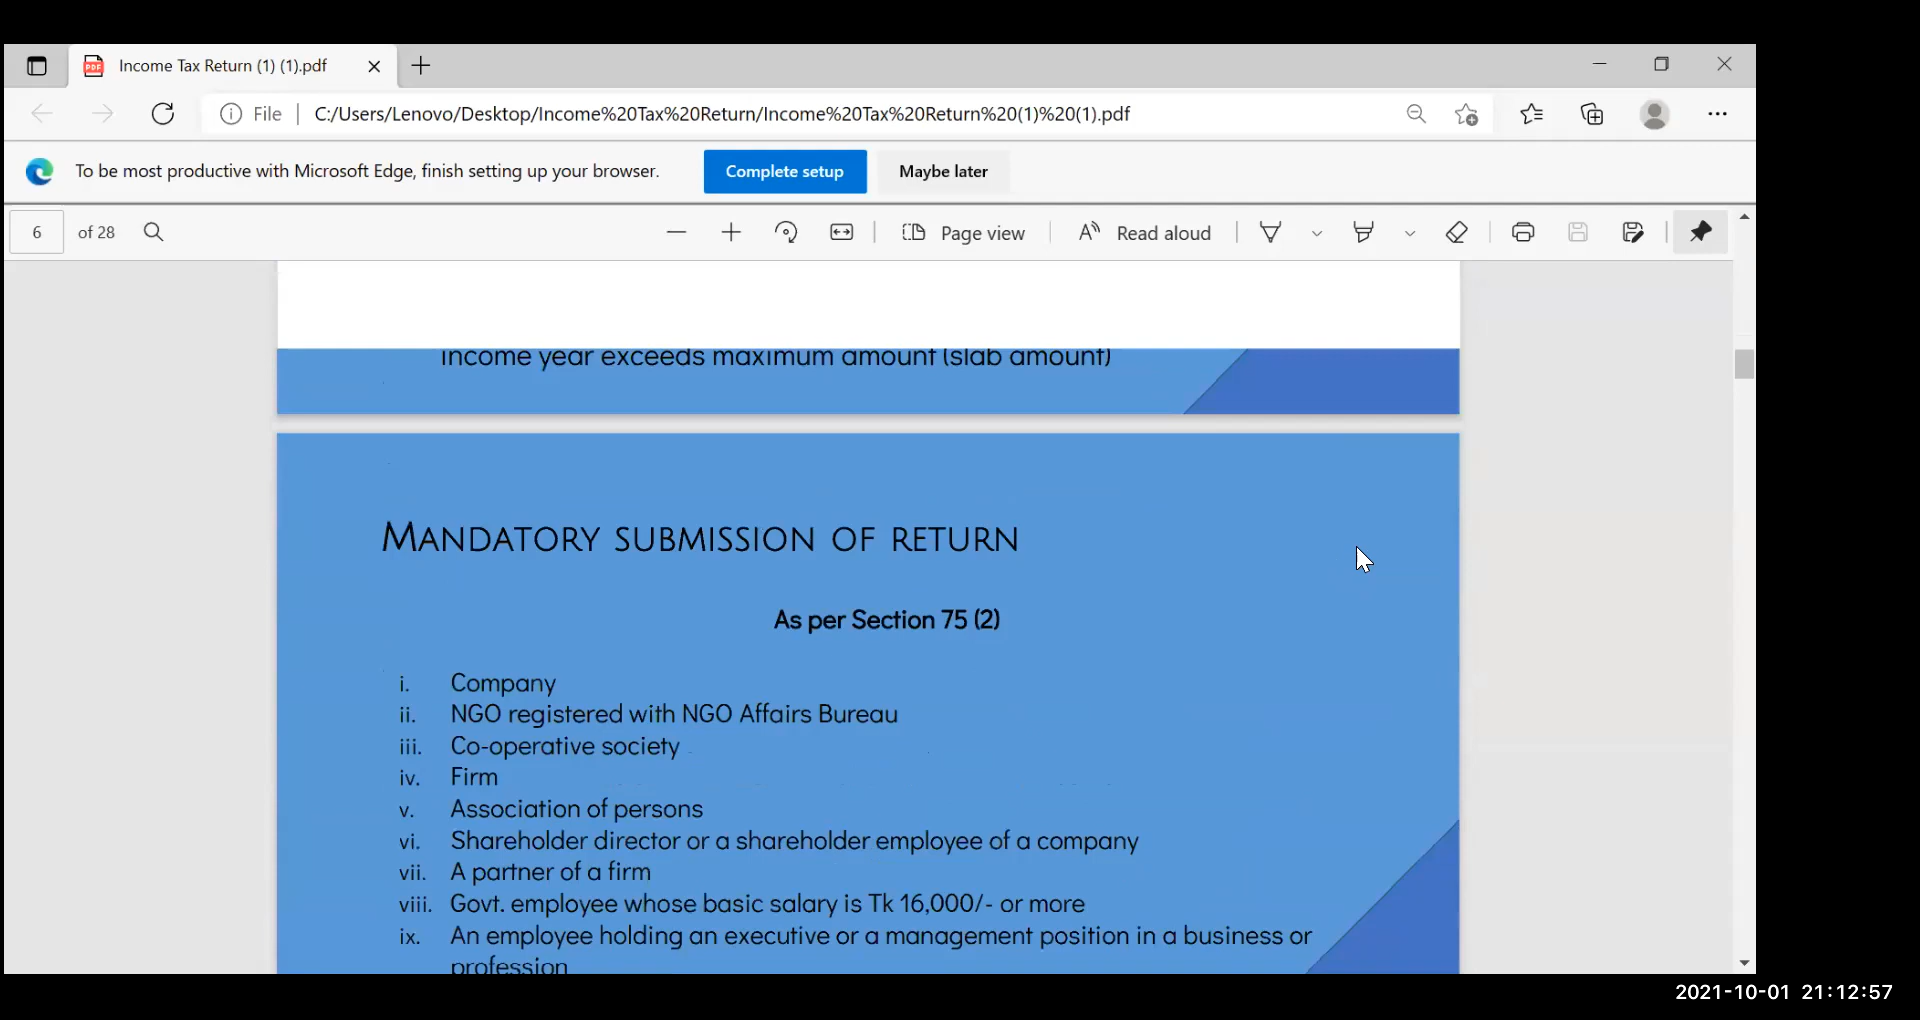 Income Tax Return (1) (1).pdf
File
C:/Users/Lenovo/Desktop/Income%20Tax%20Return/Income%20Tax%20Return%20(1)%20(1).pdf
To be most productive with Microsoft Edge, finish setting up your browser.
Complete setup
Maybe later
6 of 28
Page view
Read aloud
income year exceeds maximum amount (slab amount)
MANDATORY SUBMISSION OF RETURN
As per Section 75 (2)
i. Company
ii. NGO registered with NGO Affairs Bureau
iii. Co-operative society
iv. Firm
v. Association of persons
vi. Shareholder director or a shareholder employee of a company
vii. A partner of a firm
viii. Govt. employee whose basic salary is Tk 16,000/- or more
ix. An employee holding an executive or a management position in a business or
profession
2021-10-01 21:12:57